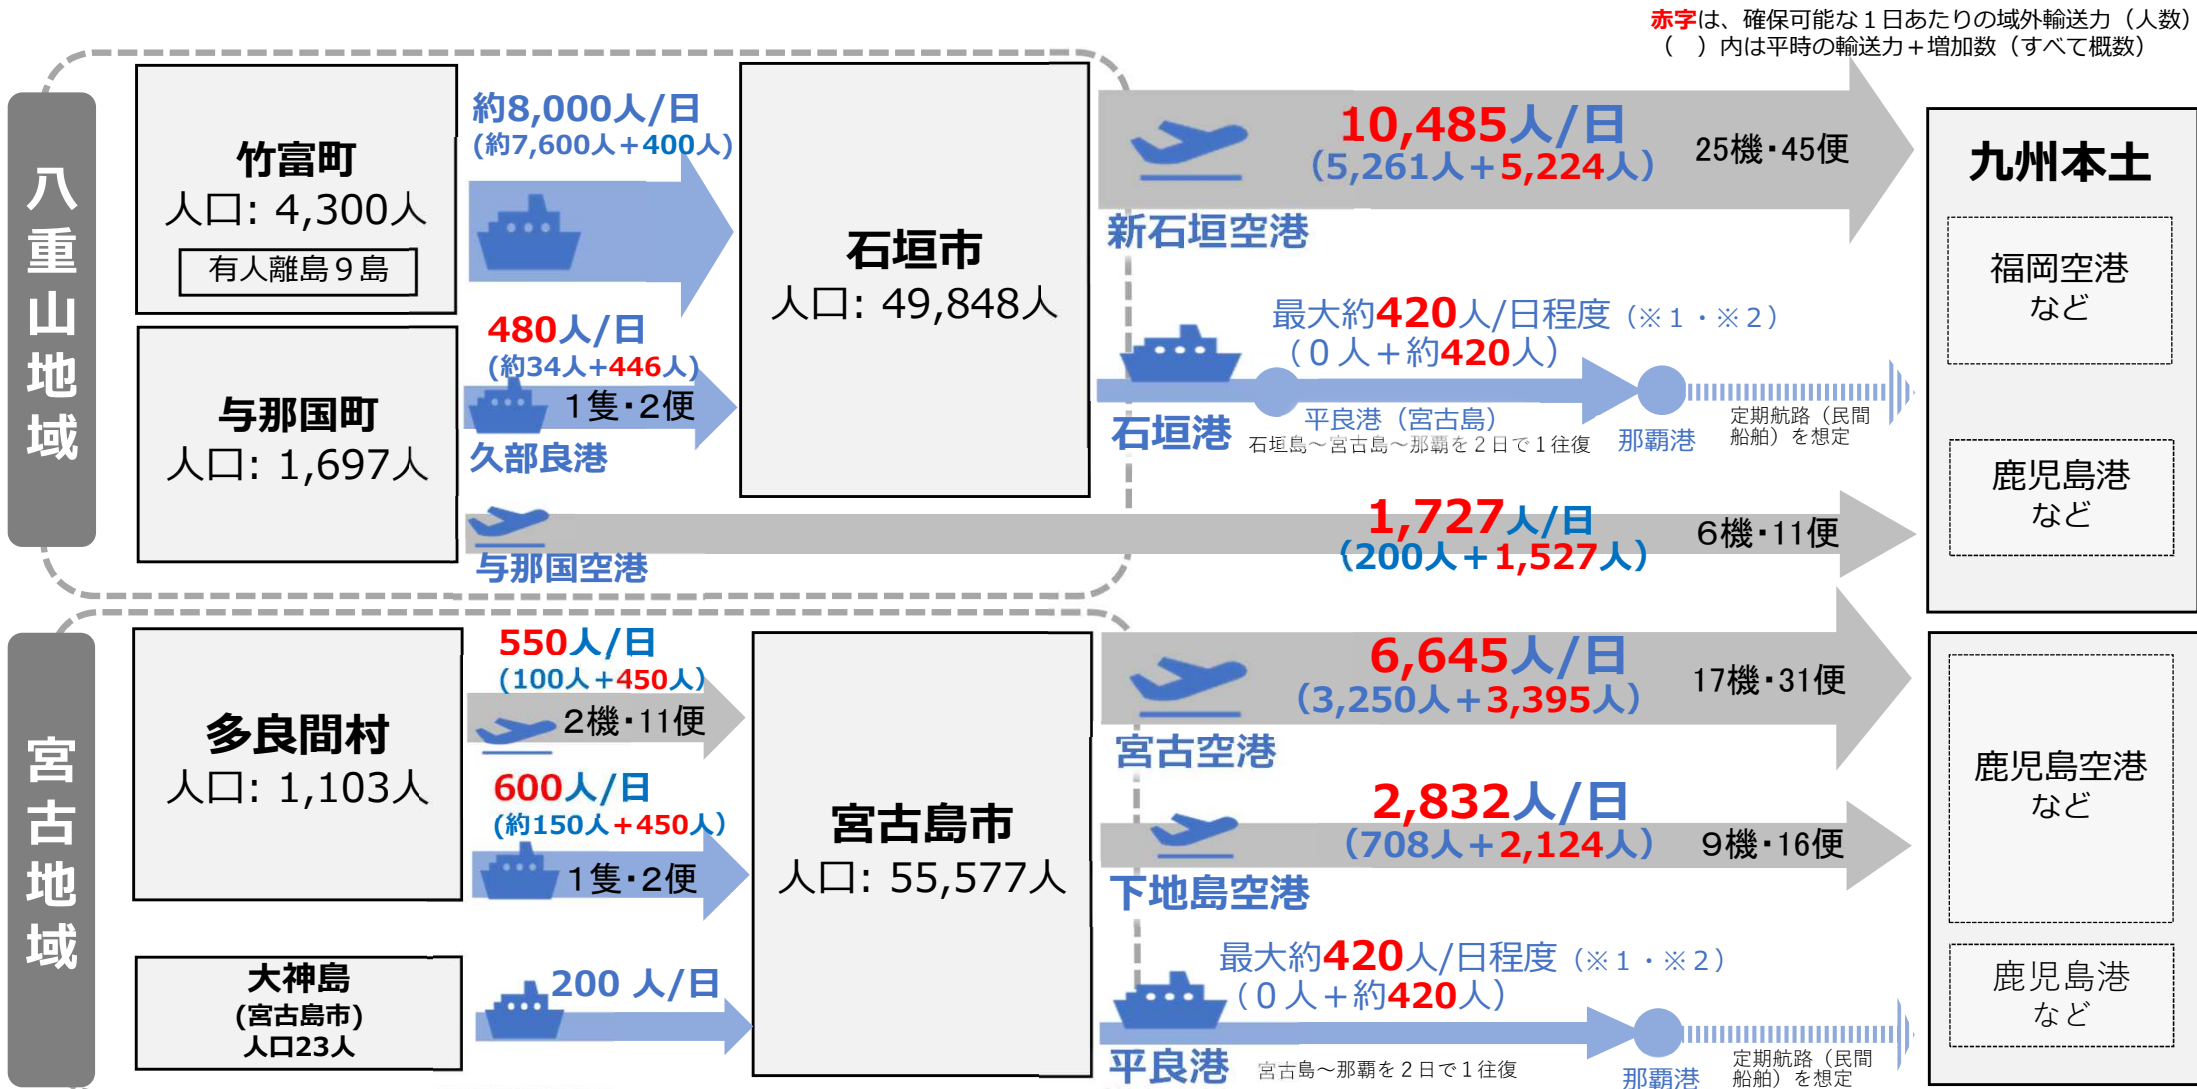 赤字は、確保可能な１日あたりの域外輸送力（人数）
（　）内は平時の輸送力＋増加数（すべて概数）
八重山地域
竹富町
人口: 4,300人
有人離島９島
約8,000人/日
(約7,600人＋400人)
与那国町
人口: 1,697人
480人/日
(約34人+446人)
１隻・２便
久部良港
石垣市
人口: 49,848人
10,485人/日
（5,261人＋5,224人）
25機・45便
新石垣空港
最大約420人/日程度（※１・※２）
（０人＋約420人）
石垣港
平良港（宮古島）
石垣島～宮古島～那覇を２日で１往復
那覇港
定期航路（民間
船舶）を想定
与那国空港
1,727人/日
（200人＋1,527人）
６機・11便
九州本土
福岡空港
など
鹿児島港
など
宮古地域
多良間村
人口: 1,103人
550人/日
(100人＋450人)
２機・11便
600人/日
(約150人＋450人)
１隻・２便
大神島
(宮古島市)
人口23人
200 人/日
宮古島市
人口: 55,577人
6,645人/日
（3,250人＋3,395人）
17機・31便
宮古空港
2,832人/日
（708人＋2,124人）
９機・16便
下地島空港
最大約420人/日程度（※１・※２）
（０人＋約420人）
平良港
宮古島～那覇を２日で１往復
那覇港
定期航路（民間
船舶）を想定
鹿児島空港
など
鹿児島港
など